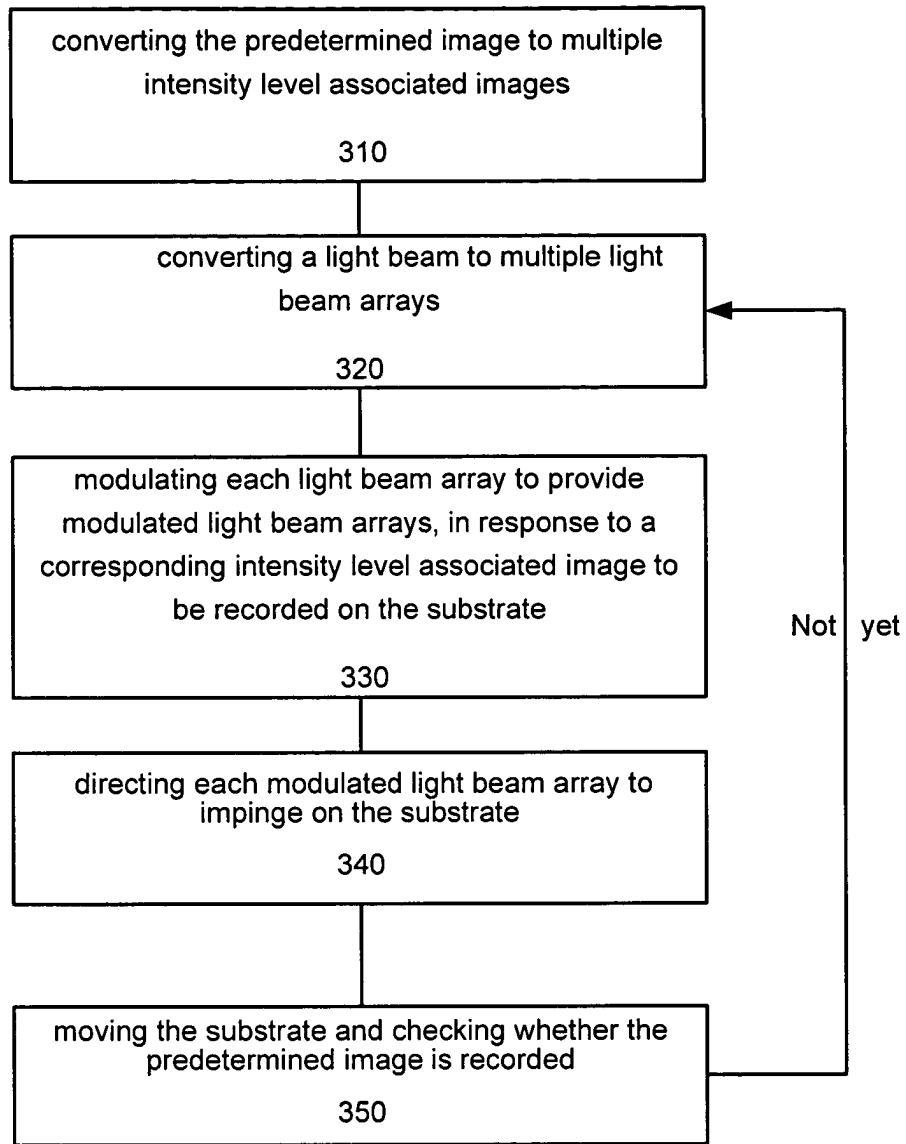 converting the predetermined image to multiple
intensity level associated images
310
converting a light beam to multiple light
beam arrays
320
modulating each light beam array to provide
modulated light beam arrays, in response to a
corresponding intensity level associated image to
be recorded on the substrate
330
Not yet
directing each modulated light beam array to
impinge on the substrate
340
moving the substrate and checking whether the
predetermined image is recorded
350